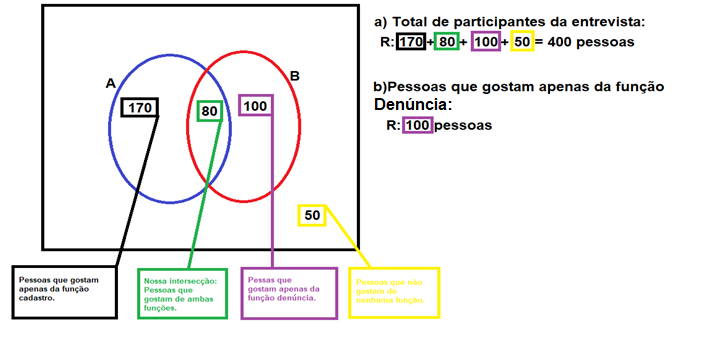 a) Total de participantes da entrevista:
R: 170 + 80 + 100 + 50 = 400 pessoas
b)Pessoas que gostam apenas da função
Denúncia:
R: 100 pessoas
A
B
170
80
100
50
Pessoas que gostam
apenas da função
cadastro.
Nossa intersecção:
Pessoas que
gostam de ambas
funções.
Pessas que
gostam apenas da
função denúncia.
Pessoas que não
gostam de
nenhuma função.